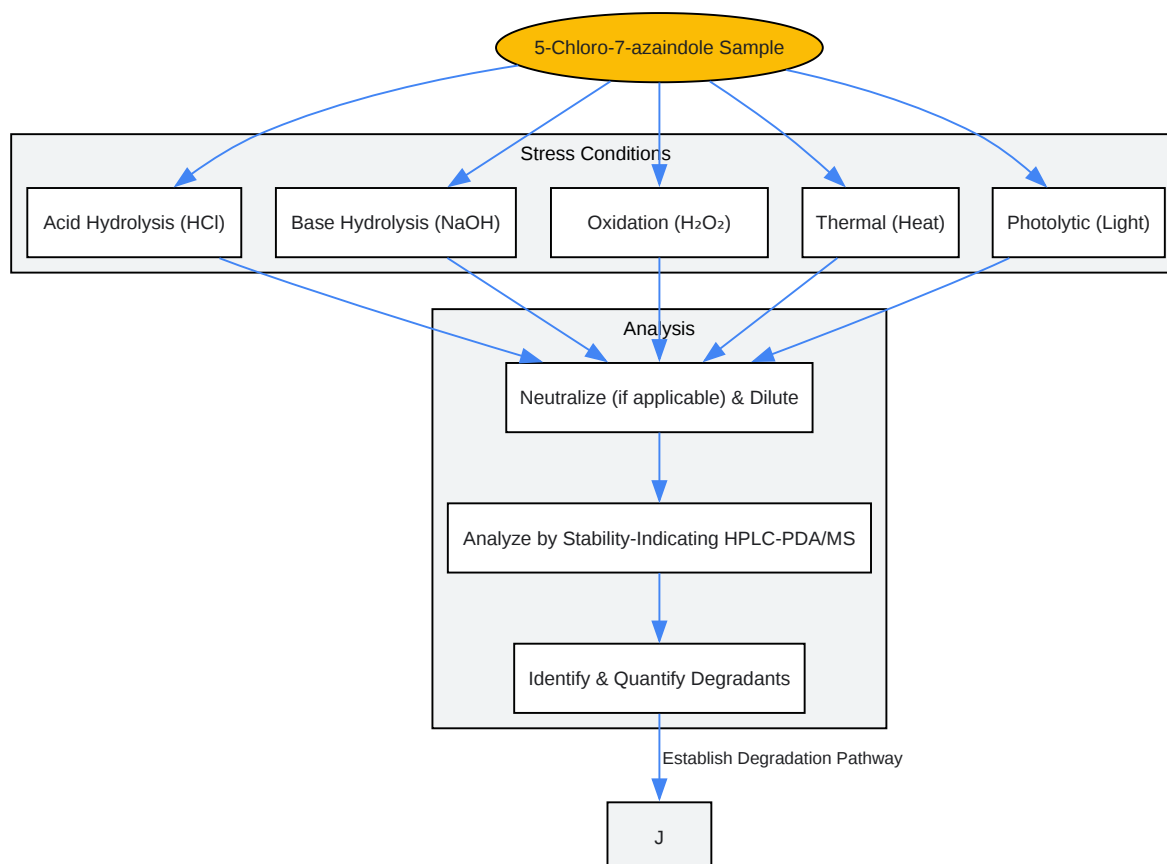 5-Chloro-7-azaindole Sample
Stress Conditions
Acid Hydrolysis (HCl)
Base Hydrolysis (NaOH)
Oxidation (H₂O₂)
Thermal (Heat)
Photolytic (Light)
Analysis
Neutralize (if applicable) & Dilute
Analyze by Stability-Indicating HPLC-PDA/MS
Identify & Quantify Degradants
Establish Degradation Pathway
J